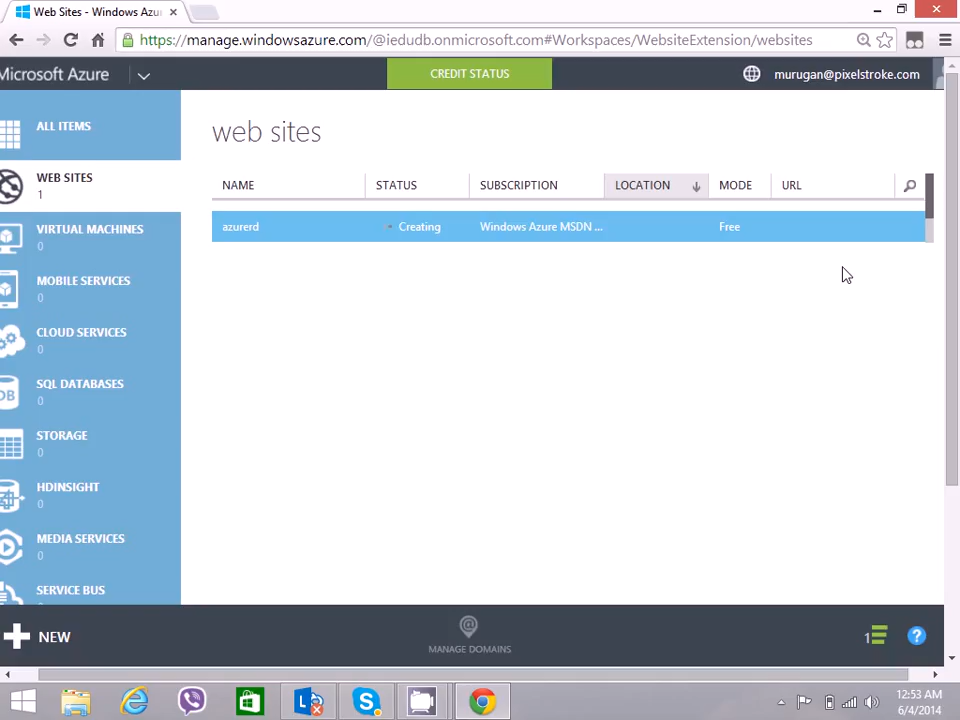 Web Sites - Windows Azu
https://manage.windowsazure.com/@iedudb.onmicrosoft.com#Workspaces/WebsiteExtension/websites
Microsoft Azure
CREDIT STATUS
murugan@pixelstroke.com
ALL ITEMS
WEB SITES
1
VIRTUAL MACHINES
0
MOBILE SERVICES
0
CLOUD SERVICES
0
SQL DATABASES
0
STORAGE
0
HDINSIGHT
0
MEDIA SERVICES
0
SERVICE BUS
web sites
NAME STATUS SUBSCRIPTION LOCATION MODE URL
azurerd Creating Windows Azure MSDN ... Free
NEW
MANAGE DOMAINS
1
?
DB
12:53 AM
6/4/2014